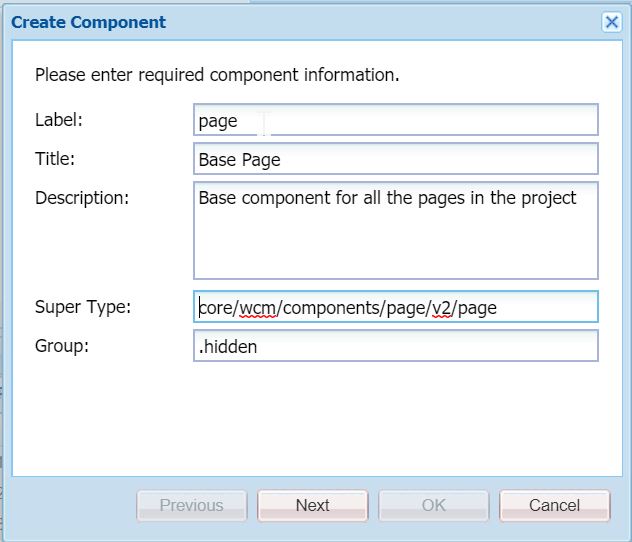 Create Component
Please enter required component information.
Label: page
Title: Base Page
Description: Base component for all the pages in the project
Super Type: core/wcm/components/page/v2/page
Group: .hidden
Previous Next OK Cancel